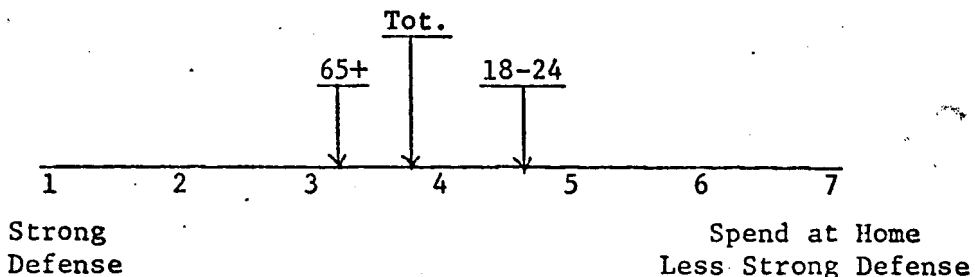 Tot.
65+ 18-24
1 2 3 4 5 6 7
Strong Spend at Home
Defense Less Strong Defense